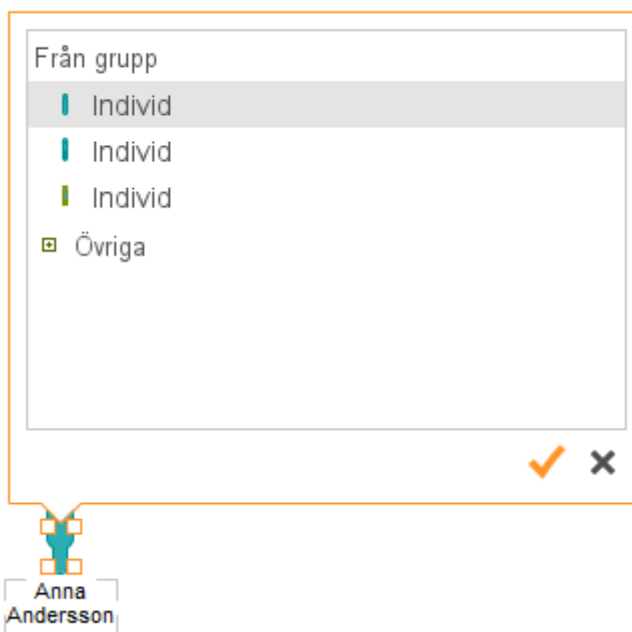 Från grupp
Individ
Individ
Individ
Övriga
Anna
Andersson